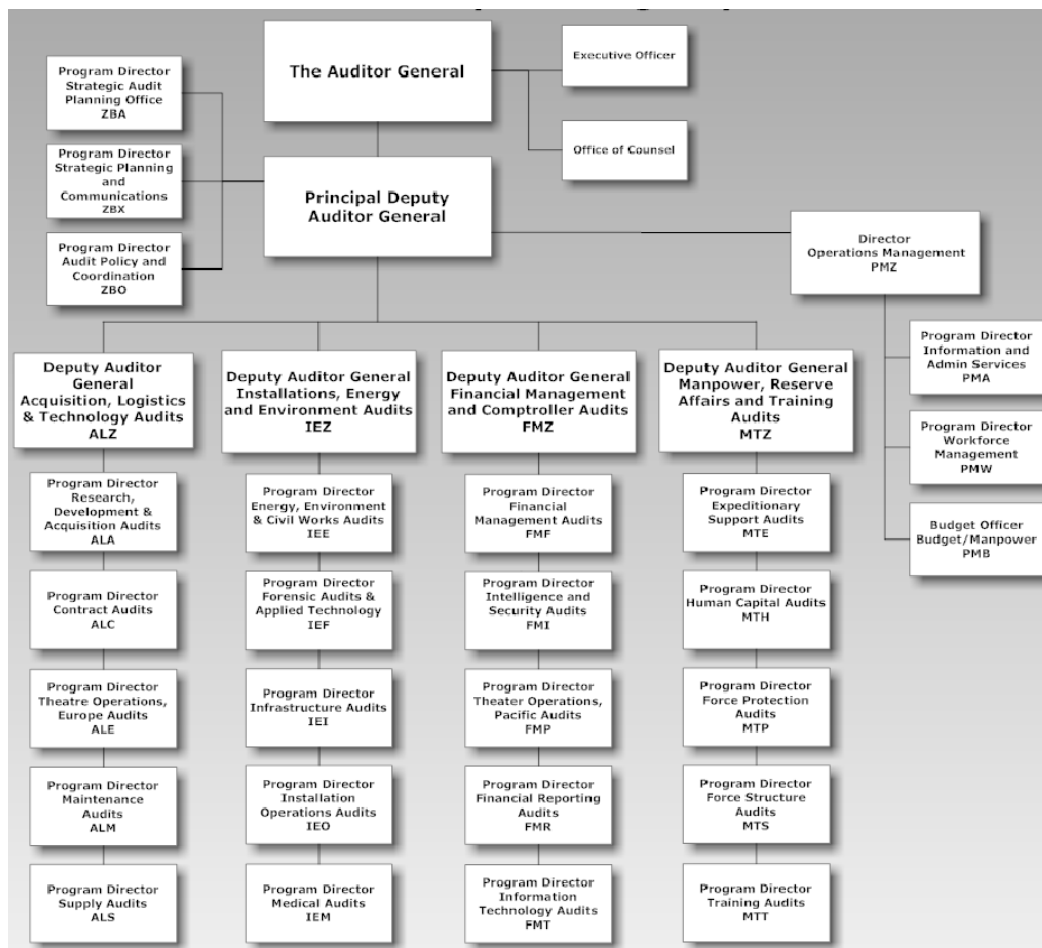 The Auditor General
Executive Officer
Office of Counsel
Program Director
Strategic Audit
Planning Office
ZBA
Program Director
Strategic Planning
and
Communications
ZBX
Program Director
Audit Policy and
Coordination
ZBO
Principal Deputy
Auditor General
Director
Operations Management
PMZ
Program Director
Information and
Admin Services
PMA
Program Director
Workforce
Management
PMW
Budget Officer
Budget/Manpower
PMB
Deputy Auditor
General
Acquisition, Logistics
& Technology Audits
ALZ
Program Director
Research,
Development &
Acquisition Audits
ALA
Program Director
Contract Audits
ALC
Program Director
Theatre Operations,
Europe Audits
ALE
Program Director
Maintenance
Audits
ALM
Program Director
Supply Audits
ALS
Deputy Auditor General
Installations, Energy
and Environment Audits
IEZ
Program Director
Energy, Environment
& Civil Works Audits
IEE
Program Director
Forensic Audits &
Applied Technology
IEF
Program Director
Infrastructure Audits
IEI
Program Director
Installation
Operations Audits
IEO
Program Director
Medical Audits
IEM
Deputy Auditor General
Financial Management
and Comptroller Audits
FMZ
Program Director
Financial
Management Audits
FMF
Program Director
Intelligence and
Security Audits
FMI
Program Director
Theater Operations,
Pacific Audits
FMP
Program Director
Financial Reporting
Audits
FMR
Program Director
Information
Technology Audits
FMT
Deputy Auditor General
Manpower, Reserve
Affairs and Training
Audits
MTZ
Program Director
Expeditionary
Support Audits
MTE
Program Director
Human Capital Audits
MTH
Program Director
Force Protection
Audits
MTP
Program Director
Force Structure
Audits
MTS
Program Director
Training Audits
MTT